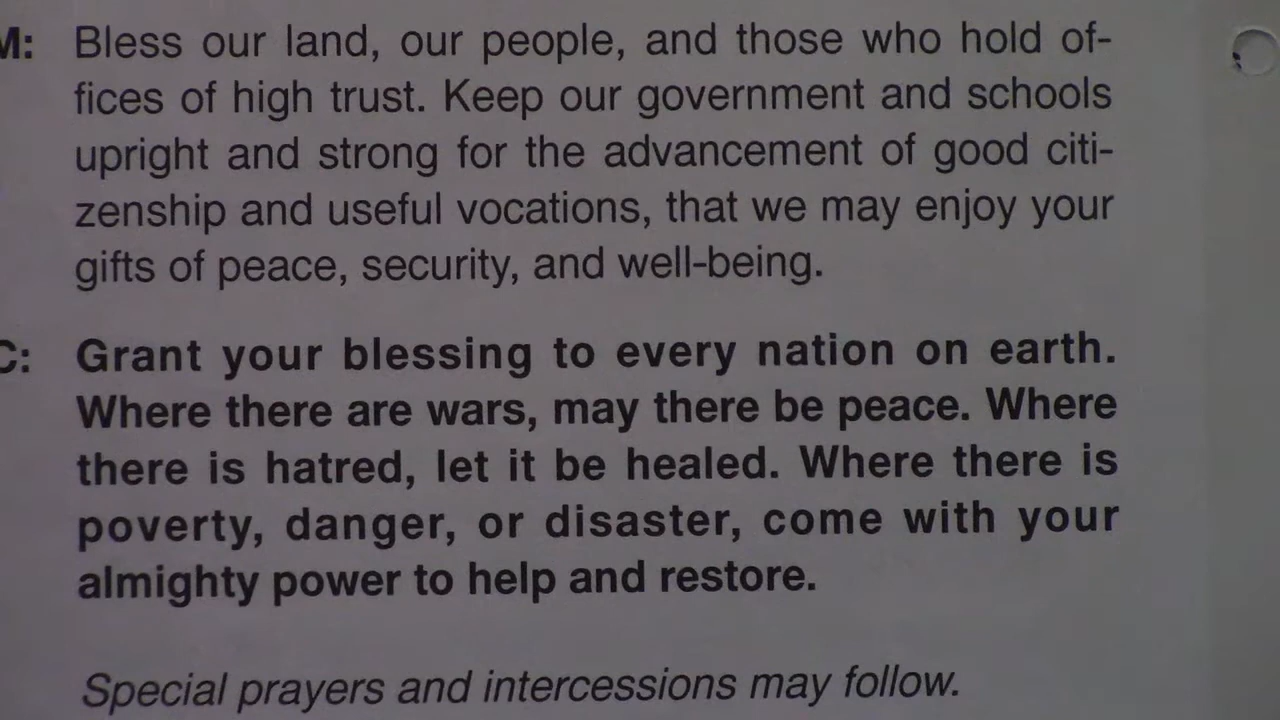 M: Bless our land, our people, and those who hold of-
fices of high trust. Keep our government and schools
upright and strong for the advancement of good citi-
zenship and useful vocations, that we may enjoy your
gifts of peace, security, and well-being.
C: Grant your blessing to every nation on earth.
Where there are wars, may there be peace. Where
there is hatred, let it be healed. Where there is
poverty, danger, or disaster, come with your
almighty power to help and restore.
Special prayers and intercessions may follow.